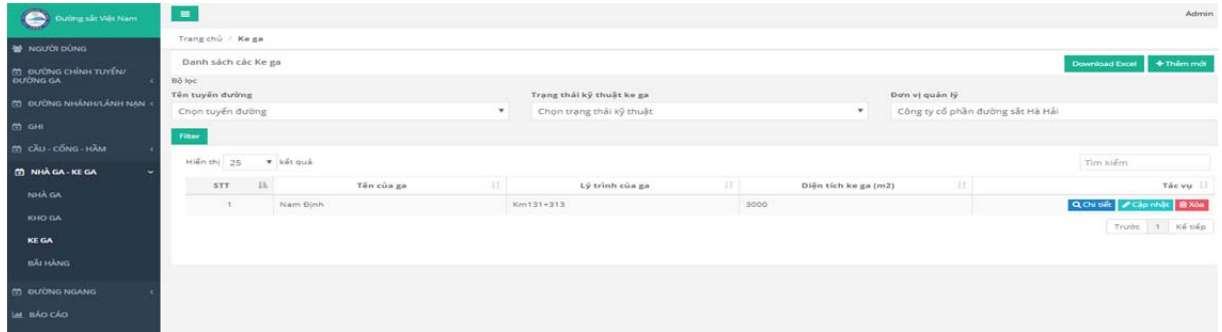 Đường sắt Việt Nam
NGƯỜI DÙNG
ĐƯỜNG CHÍNH TUYẾN/
ĐƯỜNG GA
ĐƯỜNG NHÁNH/LÁNH NẠN
GHI
CẦU - CỐNG - HẦM
NHÀ GA - KE GA
NHÀ GA
KHO GA
KE GA
BÃI HÀNG
ĐƯỜNG NGANG
BÁO CÁO
Admin
Trang chủ / Ke ga
Danh sách các Ke ga
Download Excel
Thêm mới
Bộ lọc
Tên tuyến đường
Trạng thái kỹ thuật ke ga
Đơn vị quản lý
Chọn tuyến đường
Chọn trạng thái kỹ thuật
Công ty cổ phần đường sắt Hà Hải
Filter
Hiển thị 25 kết quả
Tìm kiếm
STT Tên của ga Lý trình của ga Diện tích ke ga (m2) Tác vụ
1 Nam Định Km131+313 3000 Chi tiết Cập nhật Xóa
Trước 1 Kế tiếp